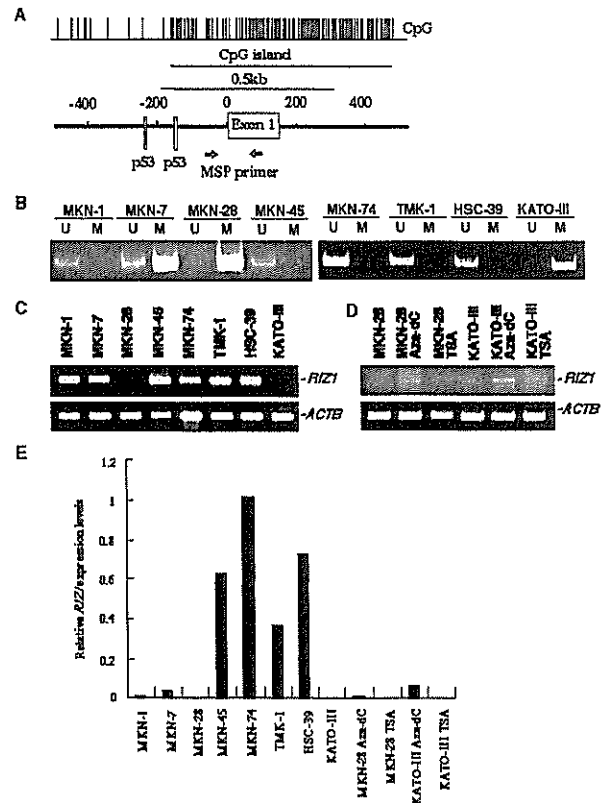 A
CpG
CpG island
0.5kb
-400 -200 0 200 400
Exon 1
p53 p53
MSP primer
B
MKN-1 MKN-7 MKN-28 MKN-45 MKN-74 TMK-1 HSC-39 KATO-III
U M U M U M U M U M U M U M U M
C
MKN-1 MKN-7 MKN-28 MKN-45 MKN-74 TMK-1 HSC-39 KATO-III
-RIZ1
-ACTB
D
MKN-28 MKN-28 Aza-dC MKN-28 TSA KATO-III KATO-III Aza-dC KATO-III TSA
-RIZ1
-ACTB
E
Relative RIZ1 expression levels
1.2
1
0.8
0.6
0.4
0.2
0
MKN-1 MKN-7 MKN-28 MKN-45 MKN-74 TMK-1 HSC-39 KATO-III MKN-28 Aza-dC MKN-28 TSA KATO-III Aza-dC KATO-III TSA